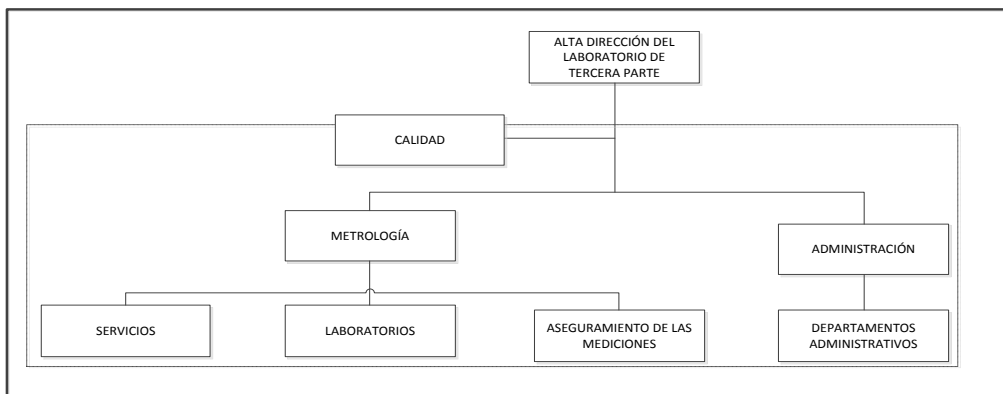 ALTA DIRECCIÓN DEL
LABORATORIO DE
TERCERA PARTE
CALIDAD
METROLOGÍA
ADMINISTRACIÓN
SERVICIOS
LABORATORIOS
ASEGURAMIENTO DE LAS
MEDICIONES
DEPARTAMENTOS
ADMINISTRATIVOS